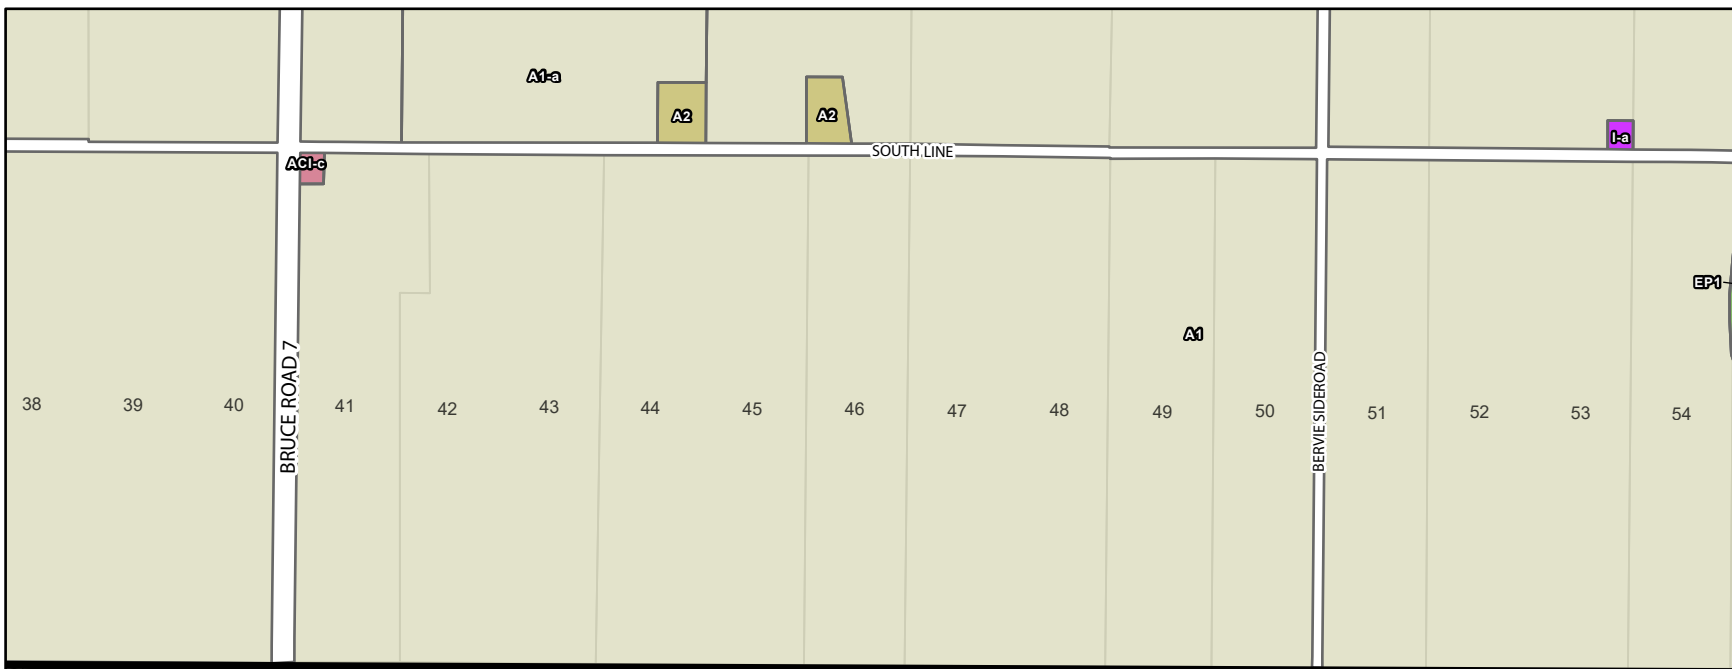 A1-a
A2
A2
I-a
SOUTH LINE
ACI-c
EP1
A1
BRUCE ROAD 7
BERVIE SIDEROAD
38 39 40 41 42 43 44 45 46 47 48 49 50 51 52 53 54